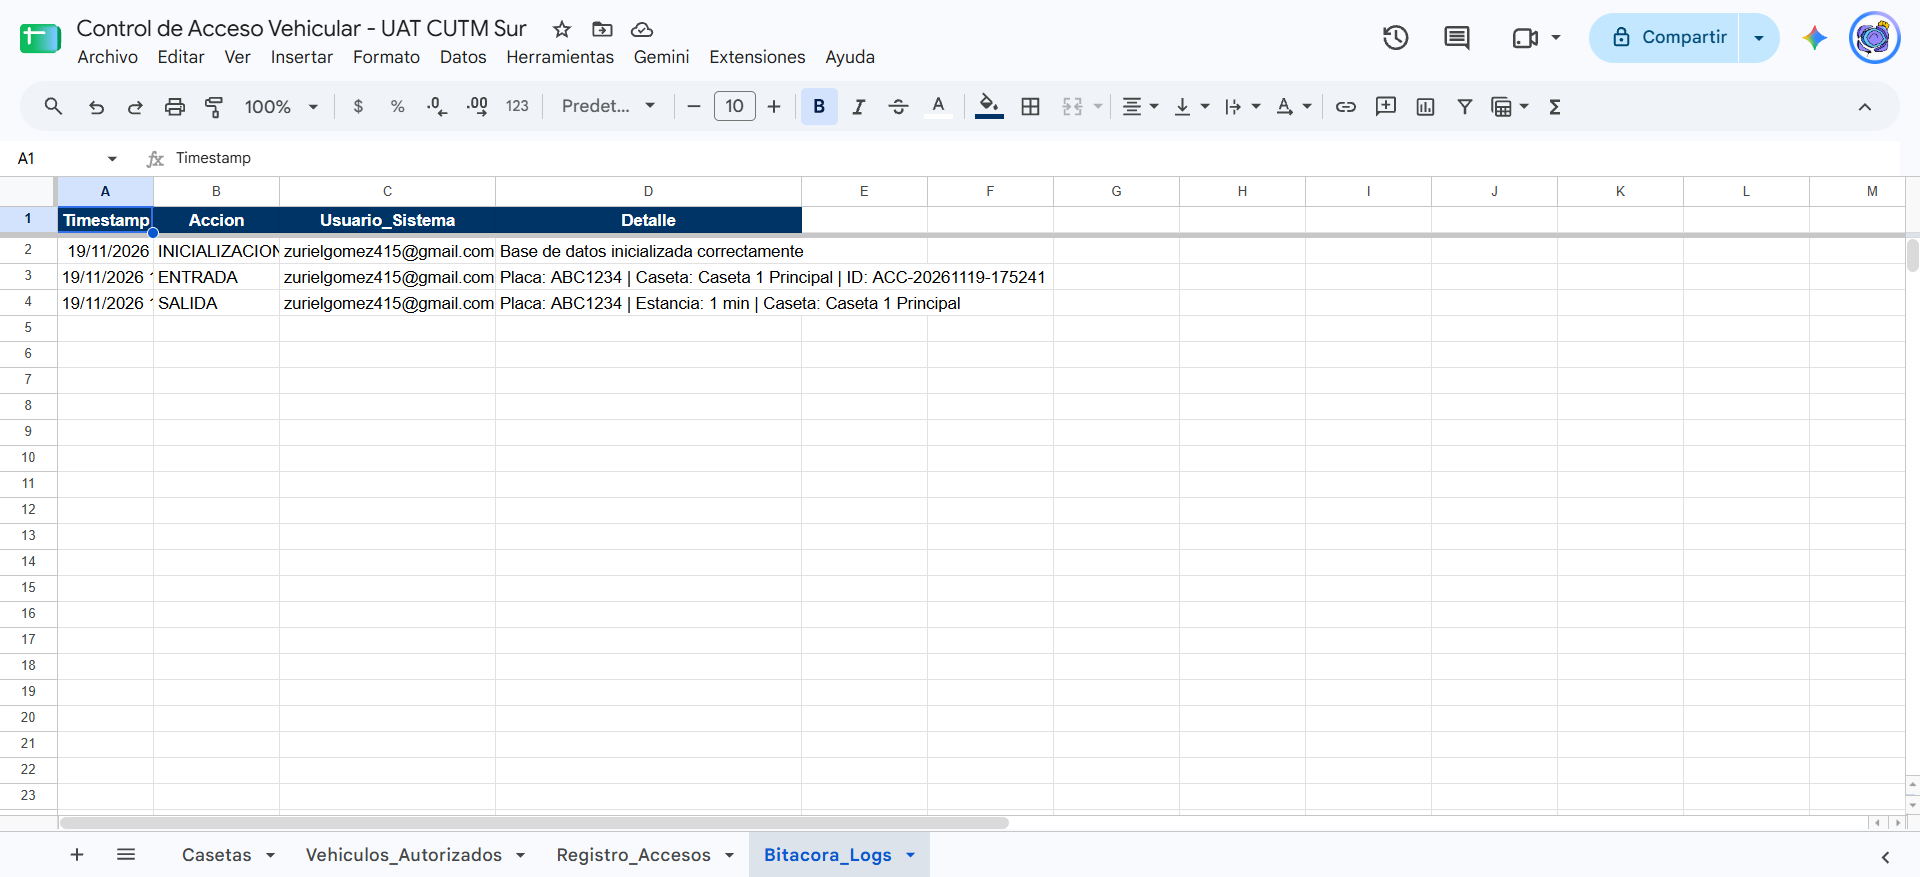 Control de Acceso Vehicular - UAT CUTM Sur
Archivo Editar Ver Insertar Formato Datos Herramientas Gemini Extensiones Ayuda
Compartir
100% $ % .0 .00 123 Predet... 10 B I A
A1 fx Timestamp
A B C D E F G H I J K L M
1 Timestamp Accion Usuario_Sistema Detalle
2 19/11/2026 INICIALIZACION zurielgomez415@gmail.com Base de datos inicializada correctamente
3 19/11/2026 ENTRADA zurielgomez415@gmail.com Placa: ABC1234 | Caseta: Caseta 1 Principal | ID: ACC-20261119-175241
4 19/11/2026 SALIDA zurielgomez415@gmail.com Placa: ABC1234 | Estancia: 1 min | Caseta: Caseta 1 Principal
5
6
7
8
9
10
11
12
13
14
15
16
17
18
19
20
21
22
23
Casetas Vehiculos_Autorizados Registro_Accesos Bitacora_Logs